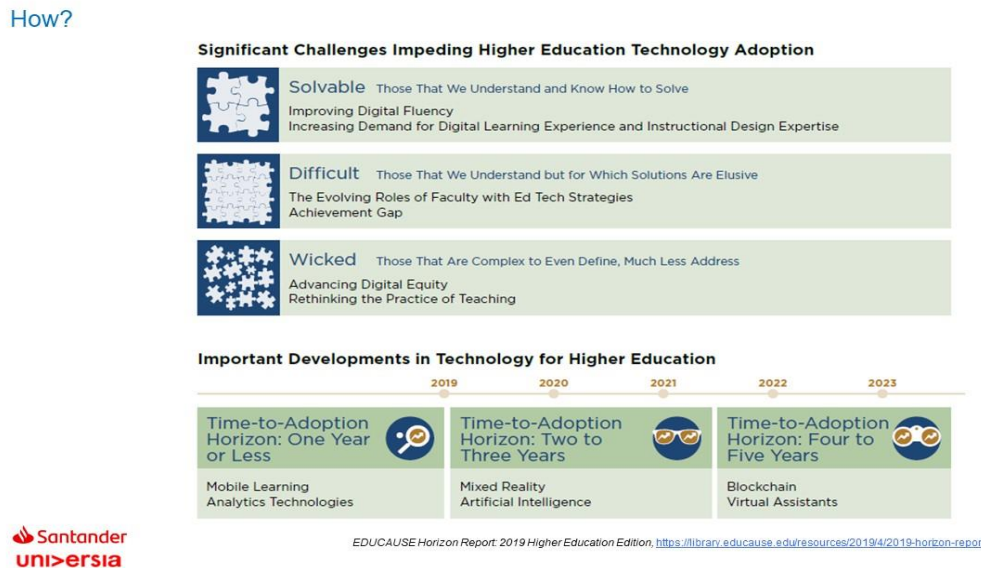 How?
Significant Challenges Impeding Higher Education Technology Adoption
Solvable Those That We Understand and Know How to Solve
Improving Digital Fluency
Increasing Demand for Digital Learning Experience and Instructional Design Expertise
Difficult Those That We Understand but for Which Solutions Are Elusive
The Evolving Roles of Faculty with Ed Tech Strategies
Achievement Gap
Wicked Those That Are Complex to Even Define, Much Less Address
Advancing Digital Equity
Rethinking the Practice of Teaching
Important Developments in Technology for Higher Education
2019 2020 2021 2022 2023
Time-to-Adoption
Horizon: One Year
or Less
Mobile Learning
Analytics Technologies
Time-to-Adoption
Horizon: Two to
Three Years
Mixed Reality
Artificial Intelligence
Time-to-Adoption
Horizon: Four to
Five Years
Blockchain
Virtual Assistants
Santander
uni>ersia
EDUCAUSE Horizon Report: 2019 Higher Education Edition, https://library.educause.edu/resources/2019/4/2019-horizon-repor